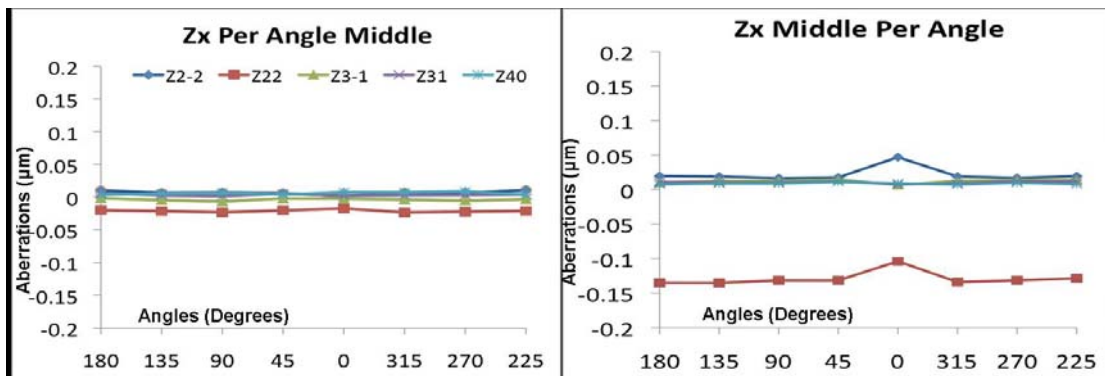 Zx Per Angle Middle
0.2
Z2-2 Z22 Z3-1 Z31 Z40
0.15
0.1
0.05
0
-0.05
-0.1
-0.15
-0.2
Aberrations (µm)
Angles (Degrees)
180 135 90 45 0 315 270 225
Zx Middle Per Angle
0.2
0.15
0.1
0.05
0
-0.05
-0.1
-0.15
-0.2
Aberrations (µm)
Angles (Degrees)
180 135 90 45 0 315 270 225